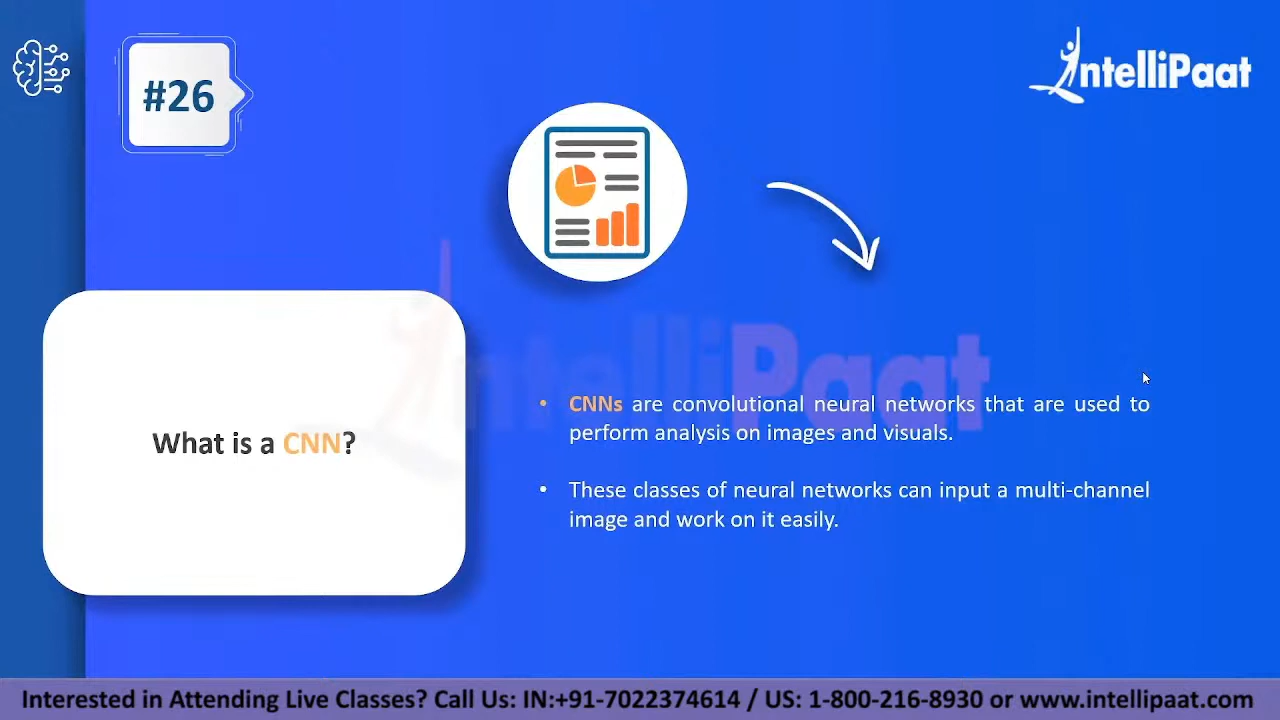 #26
IntelliPaat
What is a CNN?
IntelliPaat
• CNNs are convolutional neural networks that are used to
perform analysis on images and visuals.
• These classes of neural networks can input a multi-channel
image and work on it easily.
Interested in Attending Live Classes? Call Us: IN:+91-7022374614 / US: 1-800-216-8930 or www.intellipaat.com